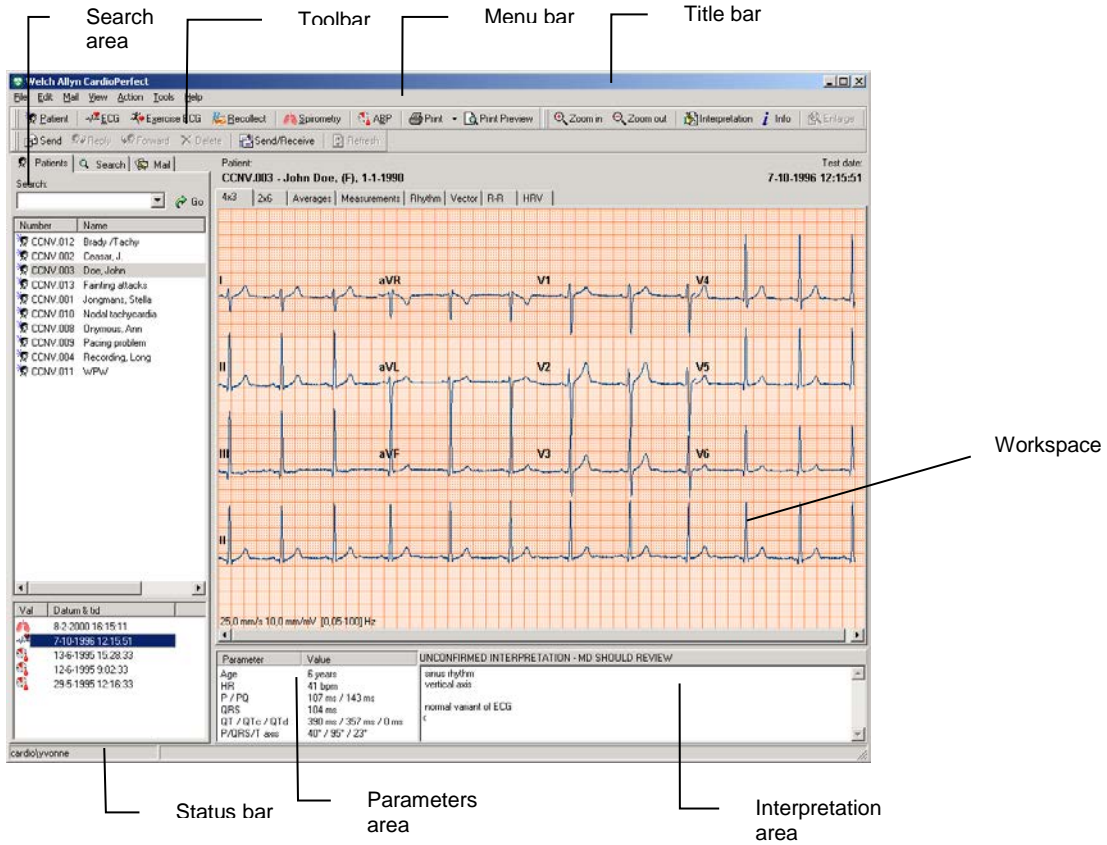 Search area
Toolbar
Menu bar
Title bar
Welch Allyn CardioPerfect
File Edit Mail View Action Tools Help
Patient ECG Exercise ECG Recollect Spirometry ABP Print Print Preview Zoom in Zoom out Interpretation Info Enlarge
Send Reply Forward Delete Send/Receive Refresh
Patients Search Mail
Search:
Go
Number Name
CCNV.012 Brady /Tachy
CCNV.002 Ceasar, J.
CCNV.003 Doe, John
CCNV.013 Fainting attacks
CCNV.001 Jongmans, Stella
CCNV.010 Nodal tachycardia
CCNV.008 Onymous, Ann
CCNV.009 Pacing problem
CCNV.004 Recording, Long
CCNV.011 WPW
Val Datum & tid
8-2-2000 16:15:11
7-10-1996 12:15:51
13-6-1995 15:28:33
12-6-1995 9:02:33
29-5-1995 12:16:33
Patient:
CCNV.003 - John Doe, (F), 1-1-1990
Test date:
7-10-1996 12:15:51
4x3 2x6 Averages Measurements Rhythm Vector R-R HRV
I aVR V1 V4
II aVL V2 V5
III aVF V3 V6
II
25,0 mm/s 10,0 mm/mV [0,05-100] Hz
Parameter Value
Age 6 years
HR 41 bpm
P / PQ 107 ms / 143 ms
QRS 104 ms
QT / QTc / QTd 390 ms / 357 ms / 0 ms
P/QRS/T axes 40° / 95° / 23°
UNCONFIRMED INTERPRETATION - MD SHOULD REVIEW
sinus rhythm
vertical axis
normal variant of ECG
cardio\yvonne
Workspace
Status bar
Parameters area
Interpretation area